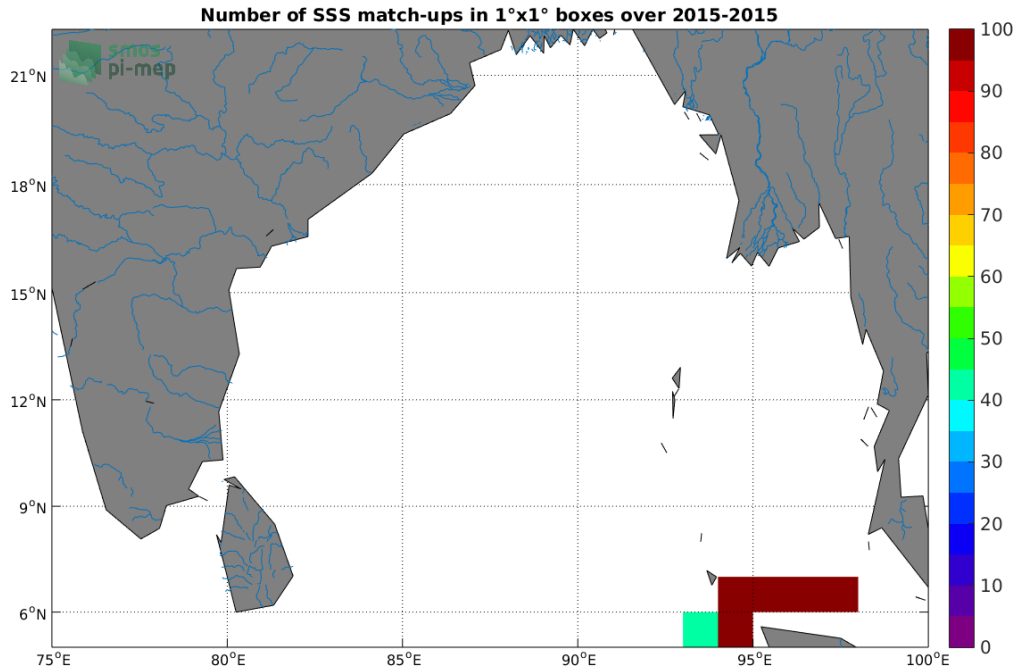 Number of SSS match-ups in 1°x1° boxes over 2015-2015
smos
pi-mep
21°N
18°N
15°N
12°N
9°N
6°N
75°E
80°E
85°E
90°E
95°E
100°E
100
90
80
70
60
50
40
30
20
10
0